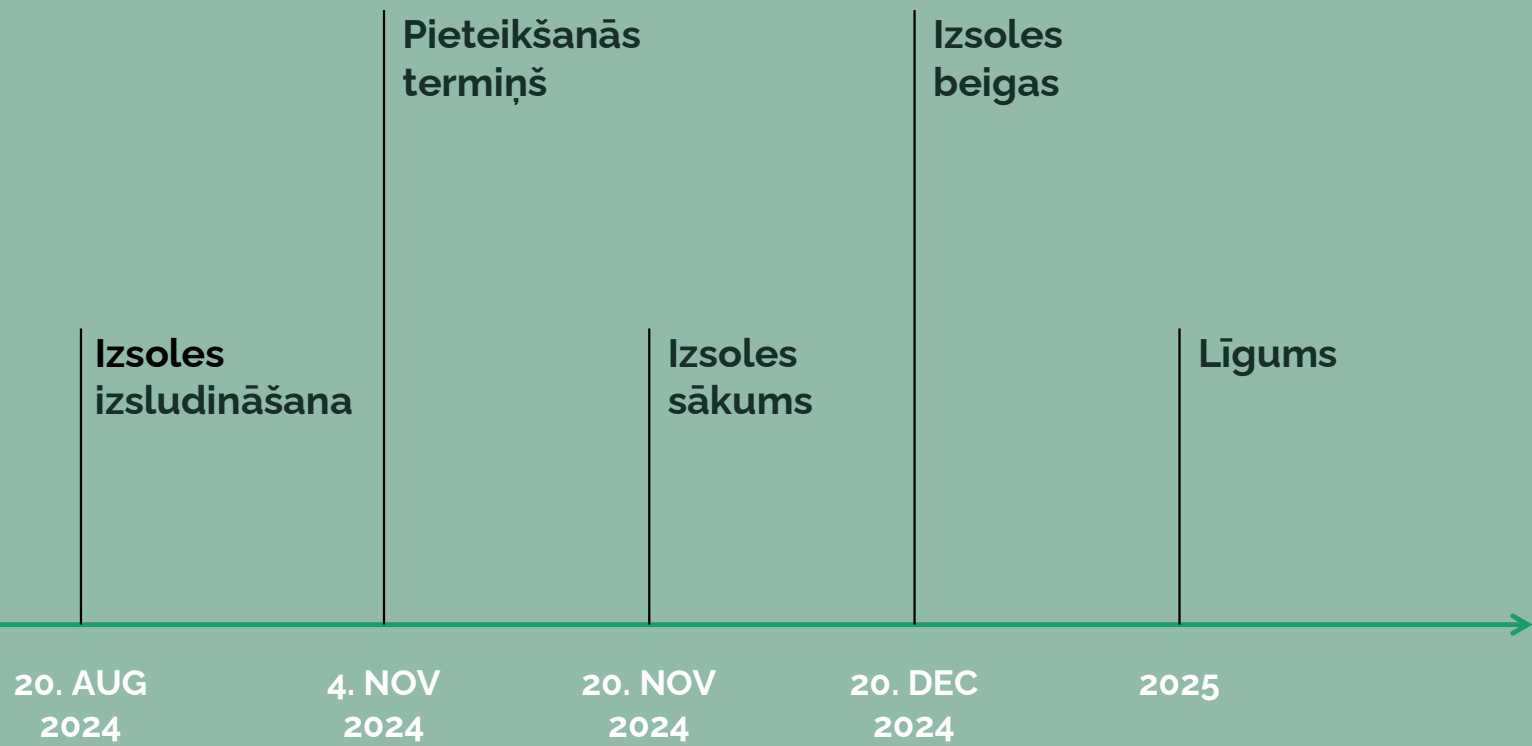 Pieteikšanās
termiņš
Izsoles
beigas
Izsoles
izsludināšana
Izsoles
sākums
Līgums
20. AUG
2024
4. NOV
2024
20. NOV
2024
20. DEC
2024
2025